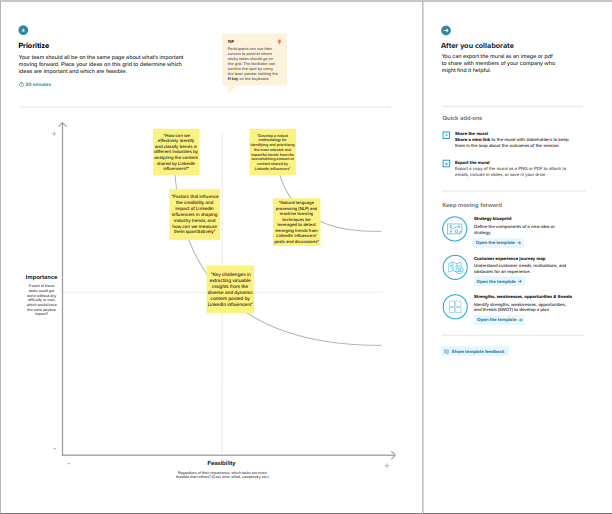 4
Prioritize
Your team should all be on the same page about what's important
moving forward. Place your ideas on this grid to determine which
ideas are important and which are feasible.
20 minutes
TIP
Participants can use their
cursors to point at where
sticky notes should go on
the grid. The facilitator can
confirm the spot by using
the laser pointer holding the
H key on the keyboard.
+
"How can we
effectively identify
and classify trends in
different industries by
analyzing the content
shared by LinkedIn
influencers?"
"Develop a robust
methodology for
identifying and prioritizing
the most relevant and
impactful trends from the
overwhelming amount of
content shared by
LinkedIn influencers"
"Factors that influence
the credibility and
impact of LinkedIn
influencers in shaping
industry trends, and
how can we measure
them quantitatively"
"Natural language
processing (NLP) and
machine learning
techniques be
leveraged to detect
emerging trends from
LinkedIn influencers'
posts and discussions"
"Key challenges in
extracting valuable
insights from the
diverse and dynamic
content posted by
LinkedIn influencers"
Importance
If each of these
tasks could get
done without any
difficulty or cost,
which would have
the most positive
impact?
-
-
Feasibility
+
Regardless of their importance, which tasks are more
feasible than others? (Cost, time, effort, complexity, etc.)
After you collaborate
You can export the mural as an image or pdf
to share with members of your company who
might find it helpful.
Quick add-ons
Share the mural
Share a view link to the mural with stakeholders to keep
them in the loop about the outcomes of the session.
Export the mural
Export a copy of the mural as a PNG or PDF to attach to
emails, include in slides, or save in your drive.
Keep moving forward
Strategy blueprint
Define the components of a new idea or
strategy.
Open the template →
Customer experience journey map
Understand customer needs, motivations, and
obstacles for an experience.
Open the template →
Strengths, weaknesses, opportunities & threats
Identify strengths, weaknesses, opportunities,
and threats (SWOT) to develop a plan.
Open the template →
Share template feedback